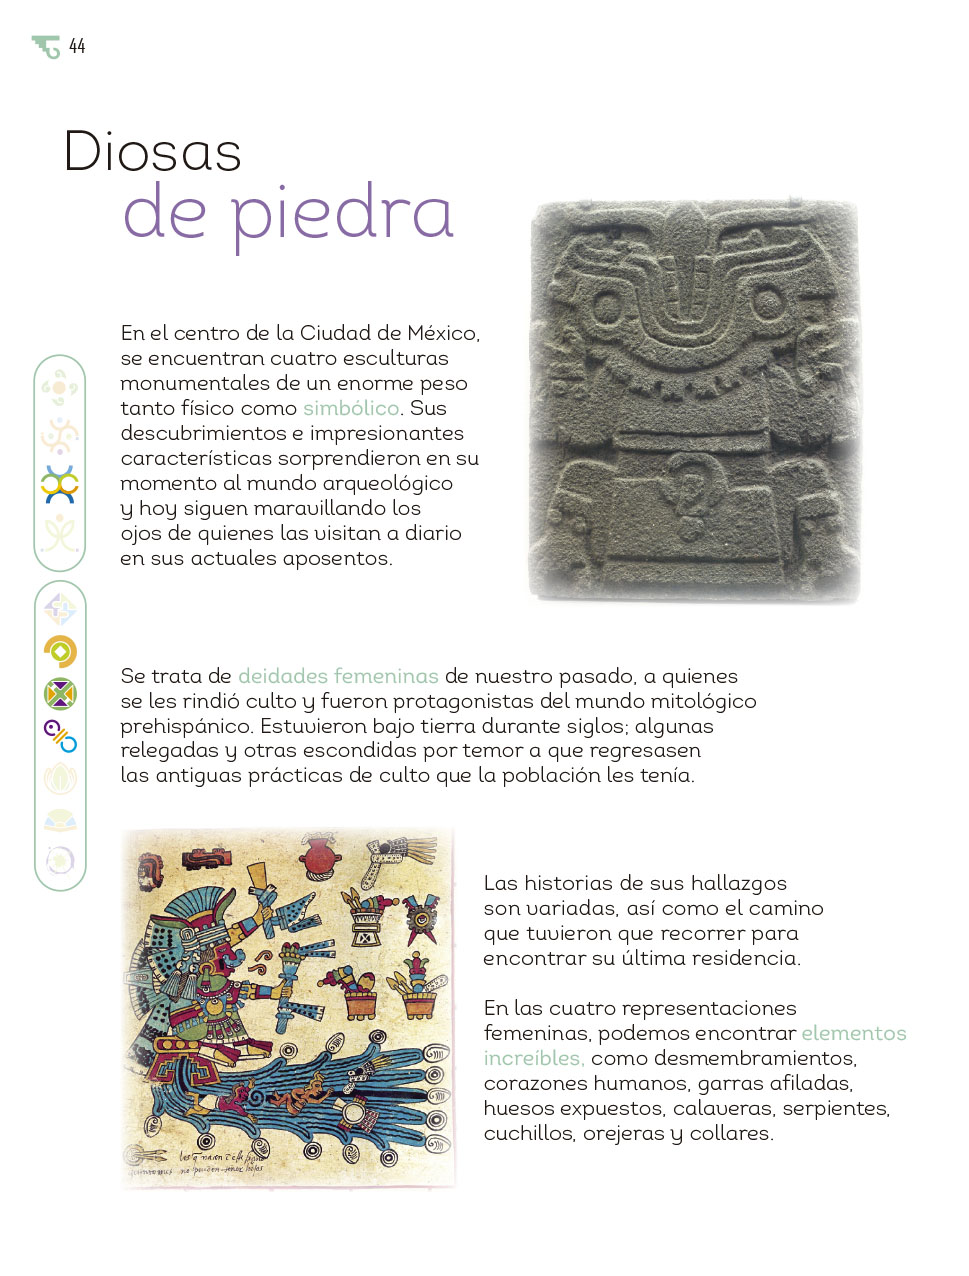 44
Diosas
de piedra
En el centro de la Ciudad de México,
se encuentran cuatro esculturas
monumentales de un enorme peso
tanto físico como simbólico. Sus
descubrimientos e impresionantes
características sorprendieron en su
momento al mundo arqueológico
y hoy siguen maravillando los
ojos de quienes las visitan a diario
en sus actuales aposentos.
Se trata de deidades femeninas de nuestro pasado, a quienes
se les rindió culto y fueron protagonistas del mundo mitológico
prehispánico. Estuvieron bajo tierra durante siglos; algunas
relegadas y otras escondidas por temor a que regresasen
las antiguas prácticas de culto que la población les tenía.
Las historias de sus hallazgos
son variadas, así como el camino
que tuvieron que recorrer para
encontrar su última residencia.
En las cuatro representaciones
femeninas, podemos encontrar elementos
increíbles, como desmembramientos,
corazones humanos, garras afiladas,
huesos expuestos, calaveras, serpientes,
cuchillos, orejeras y collares.